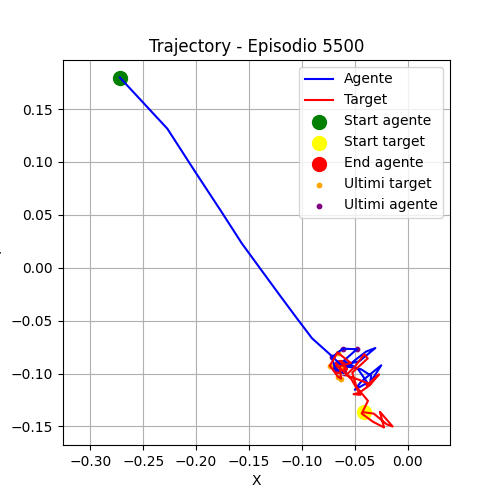 Trajectory - Episodio 5500
Agente
Target
Start agente
Start target
End agente
Ultimi target
Ultimi agente
0.15
0.10
0.05
0.00
−0.05
−0.10
−0.15
−0.30
−0.25
−0.20
−0.15
−0.10
−0.05
0.00
X